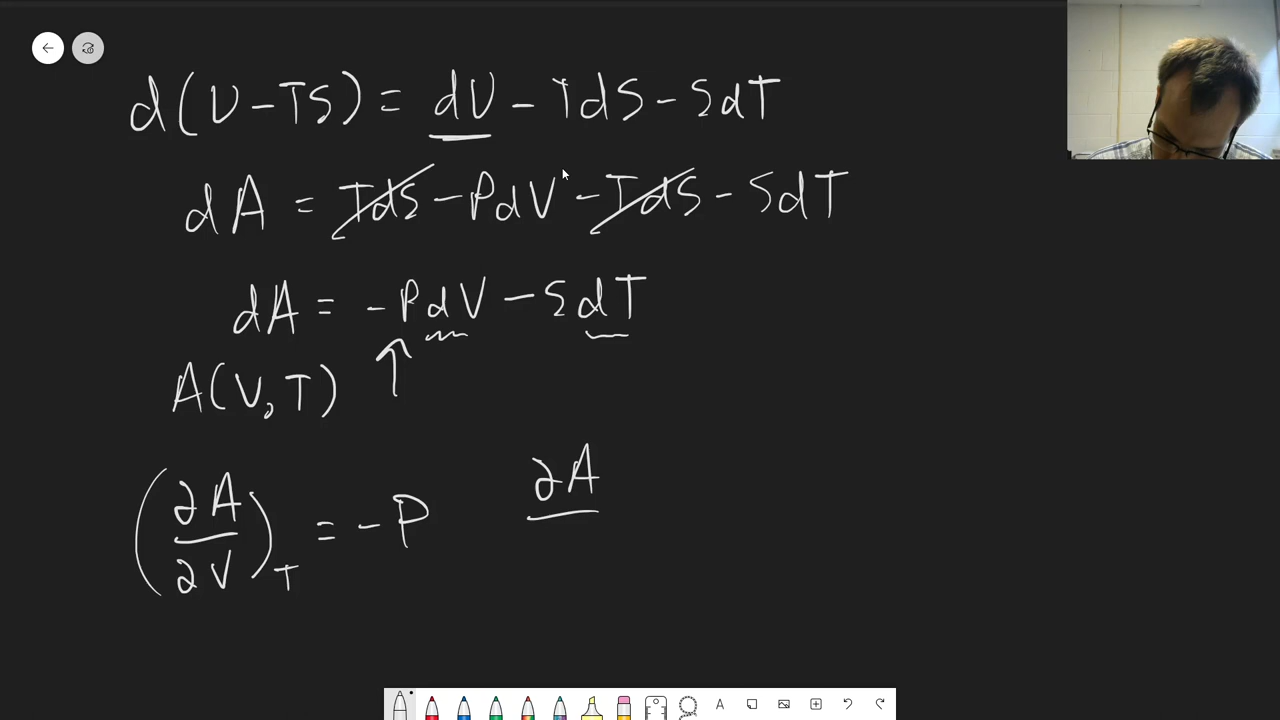 d(U-TS) = dU - TdS - SdT
dA = TdS - PdV - TdS - SdT
dA = -PdV - SdT
A(V,T) ↑
(∂A/∂V)_T = -P ∂A
A